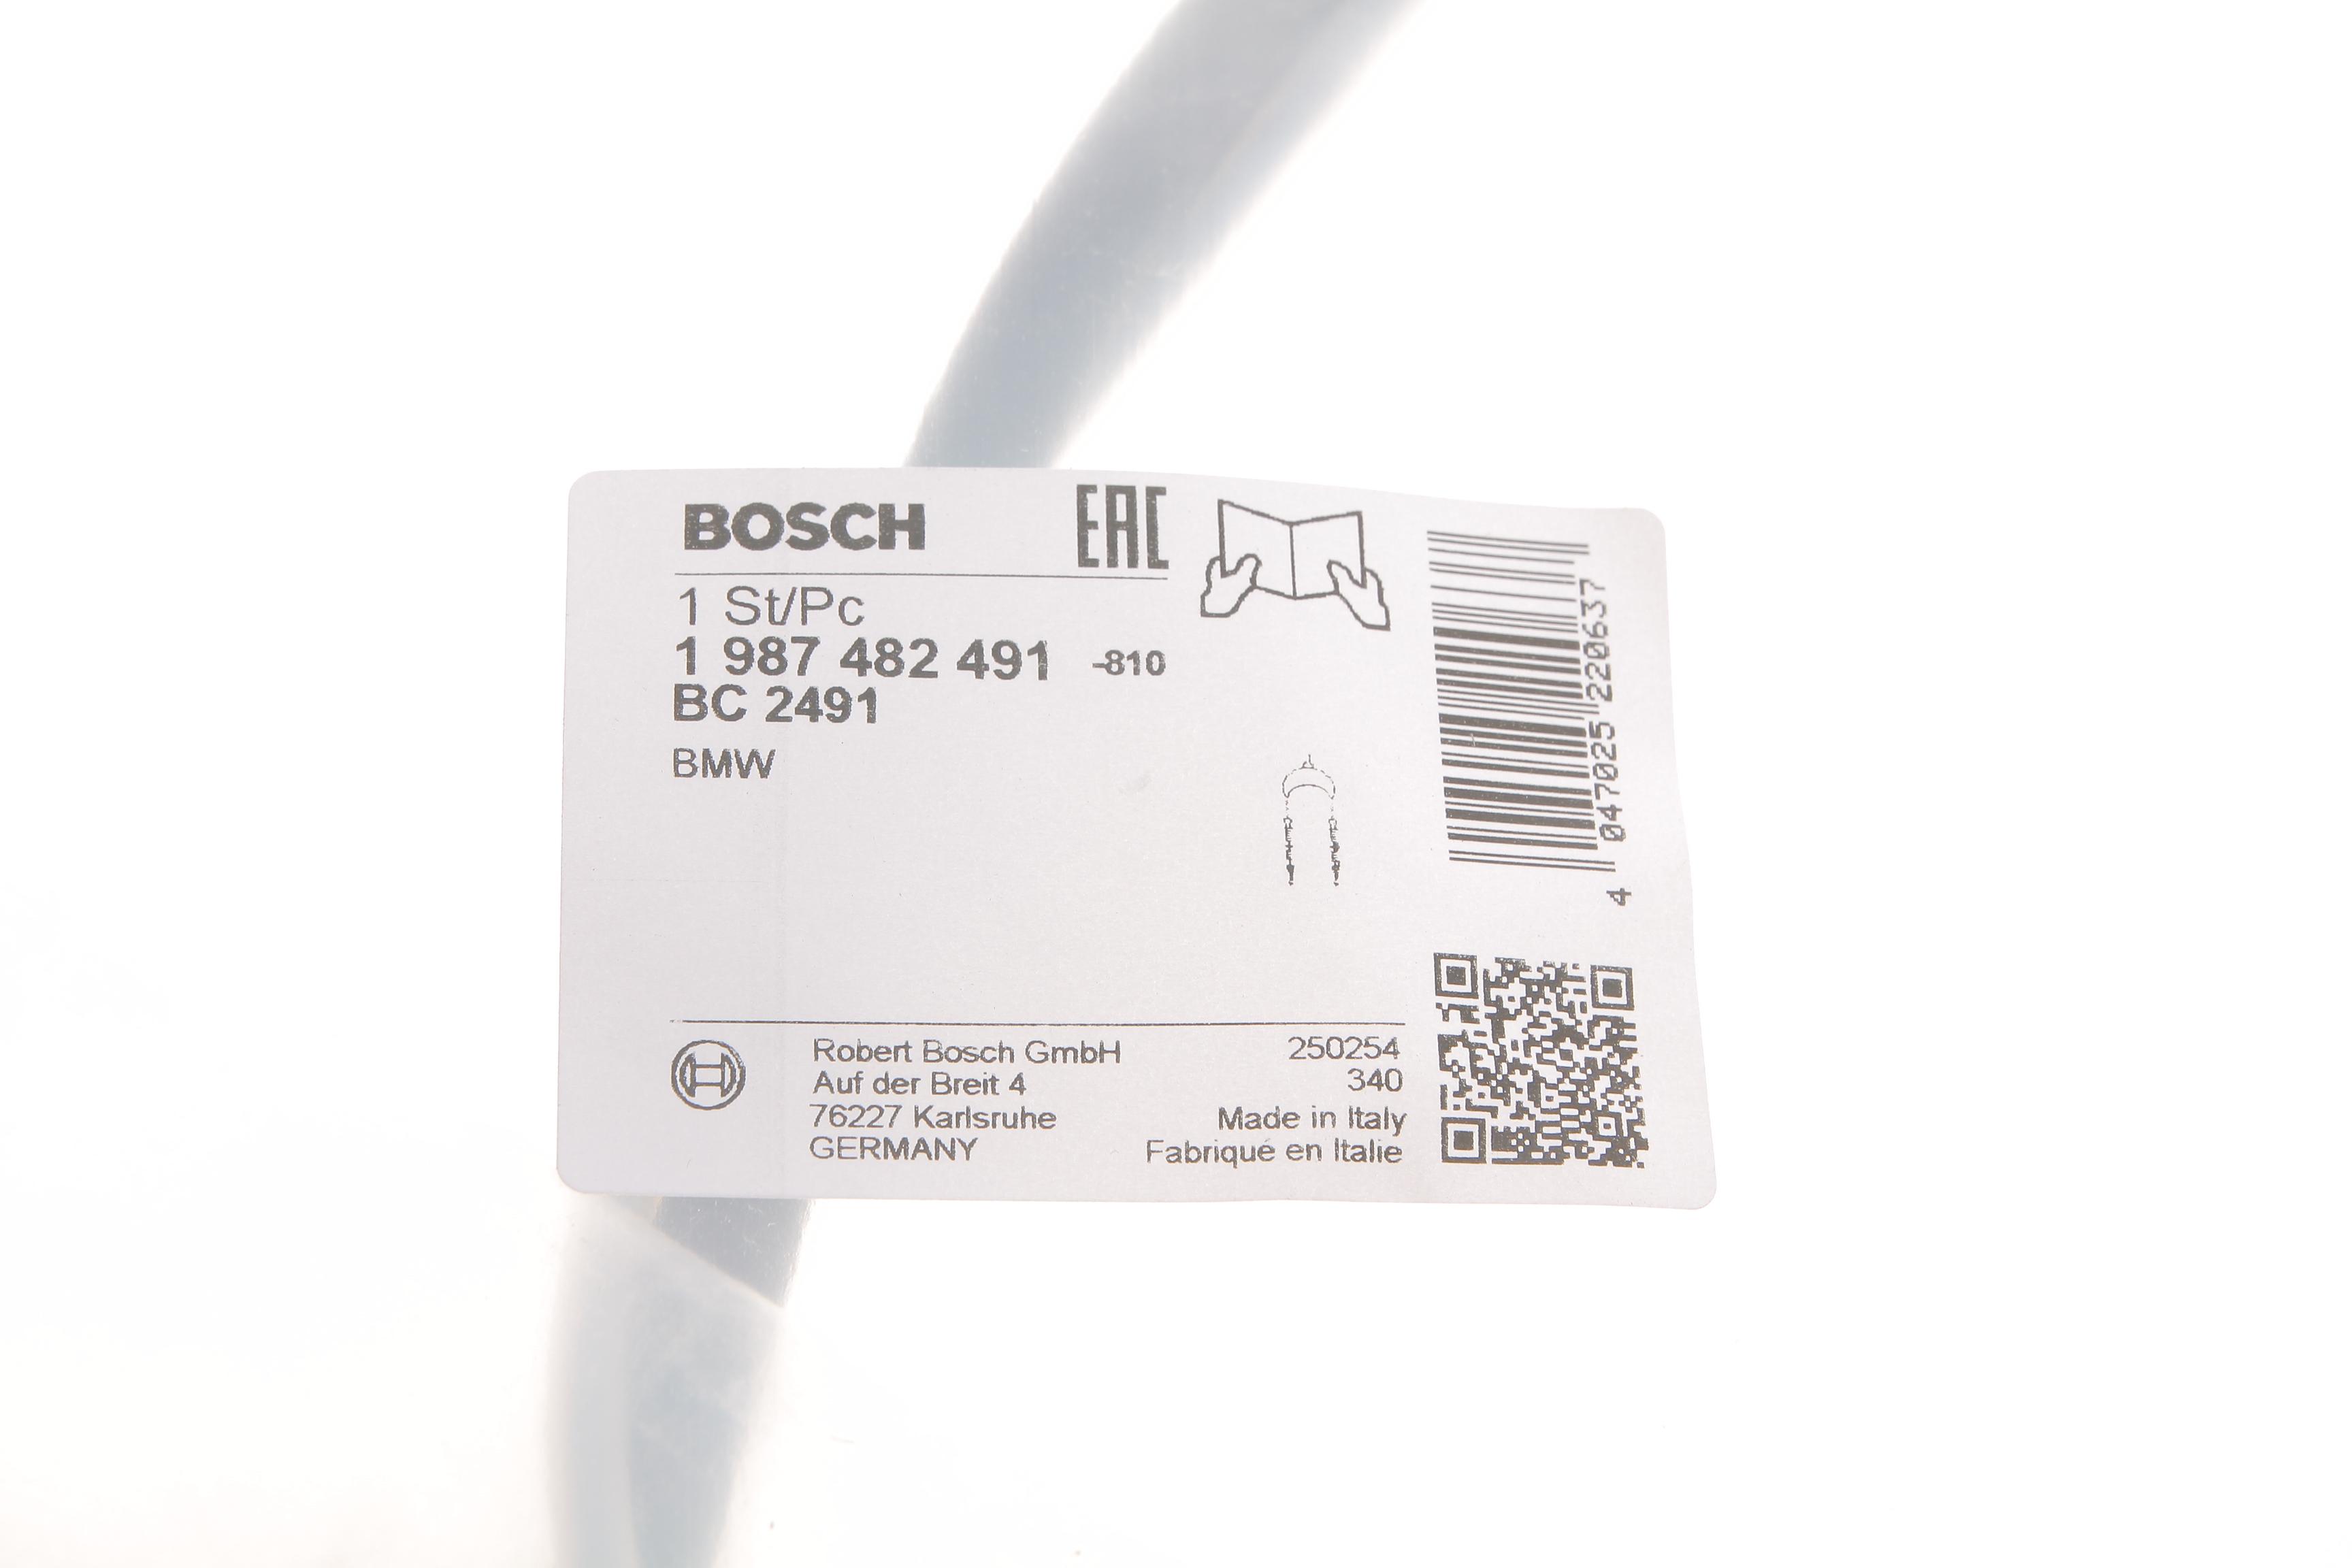 BOSCH EAC
1 St/Pc
1 987 482 491 -810
BC 2491
BMW
4 047025 220637
Robert Bosch GmbH 250254
Auf der Breit 4 340
76227 Karlsruhe Made in Italy
GERMANY Fabriqué en Italie